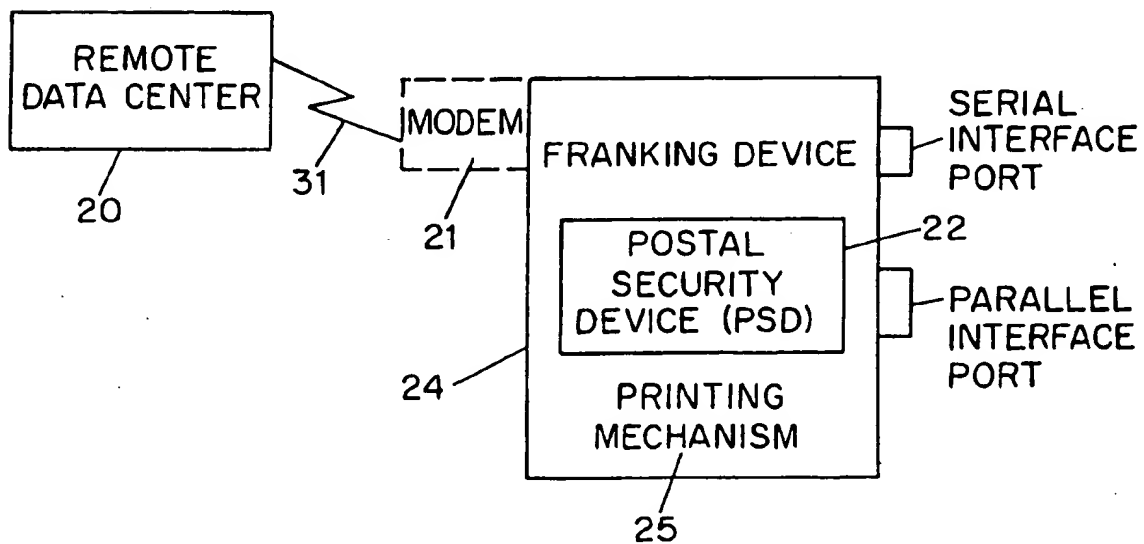 REMOTE
DATA CENTER
20
31
MODEM
21
FRANKING DEVICE
POSTAL
SECURITY
DEVICE (PSD)
22
24
PRINTING
MECHANISM
25
SERIAL
INTERFACE
PORT
PARALLEL
INTERFACE
PORT